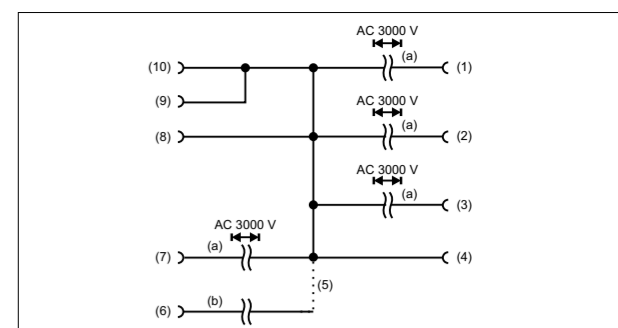 AC 3000 V
(10) (a) (1)
(9)
AC 3000 V
(8) (a) (2)
AC 3000 V
(a)
(3)
AC 3000 V
(7) (a) (4)
(5)
(6) (b)